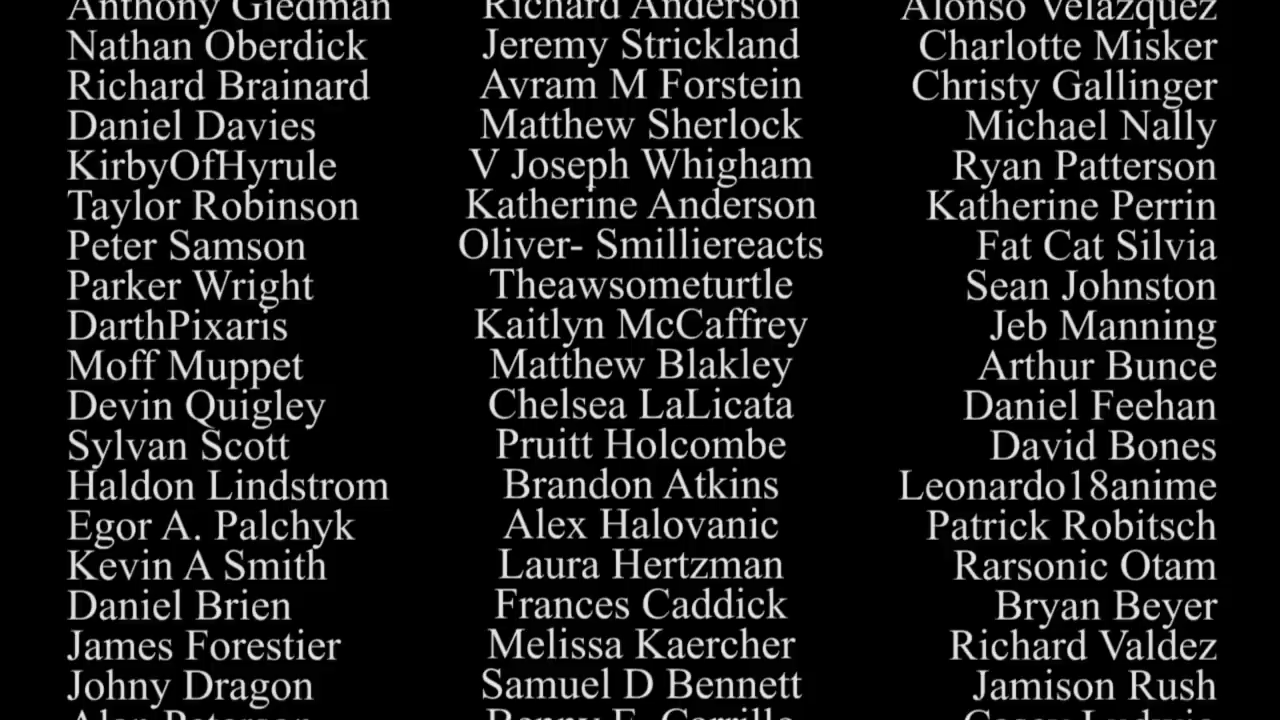 Anthony Giedman Richard Anderson Alonso Velazquez
Nathan Oberdick Jeremy Strickland Charlotte Misker
Richard Brainard Avram M Forstein Christy Gallinger
Daniel Davies Matthew Sherlock Michael Nally
KirbyOfHyrule V Joseph Whigham Ryan Patterson
Taylor Robinson Katherine Anderson Katherine Perrin
Peter Samson Oliver- Smilliereacts Fat Cat Silvia
Parker Wright Theawsometurtle Sean Johnston
DarthPixaris Kaitlyn McCaffrey Jeb Manning
Moff Muppet Matthew Blakley Arthur Bunce
Devin Quigley Chelsea LaLicata Daniel Feehan
Sylvan Scott Pruitt Holcombe David Bones
Haldon Lindstrom Brandon Atkins Leonardo18anime
Egor A. Palchyk Alex Halovanic Patrick Robitsch
Kevin A Smith Laura Hertzman Rarsonic Otam
Daniel Brien Frances Caddick Bryan Beyer
James Forestier Melissa Kaercher Richard Valdez
Johny Dragon Samuel D Bennett Jamison Rush